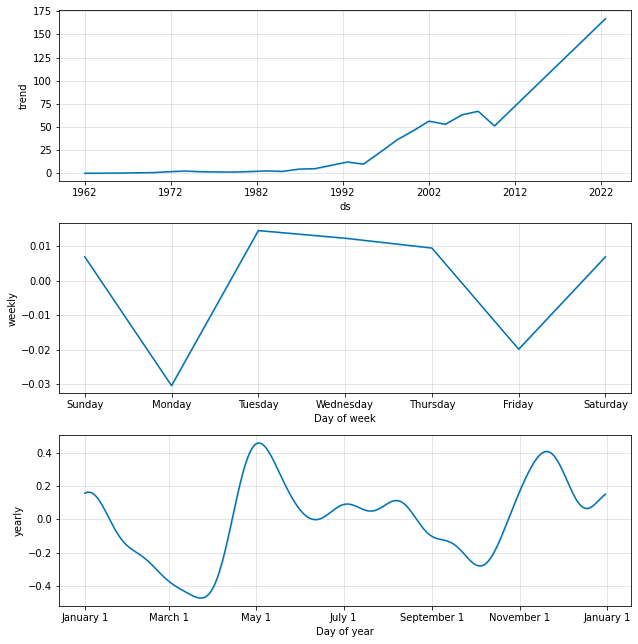 175
150
125
100
75
50
25
0
trend
1962 1972 1982 1992 2002 2012 2022
ds
0.01
0.00
−0.01
−0.02
−0.03
weekly
Sunday Monday Tuesday Wednesday Thursday Friday Saturday
Day of week
0.4
0.2
0.0
−0.2
−0.4
yearly
January 1 March 1 May 1 July 1 September 1 November 1 January 1
Day of year